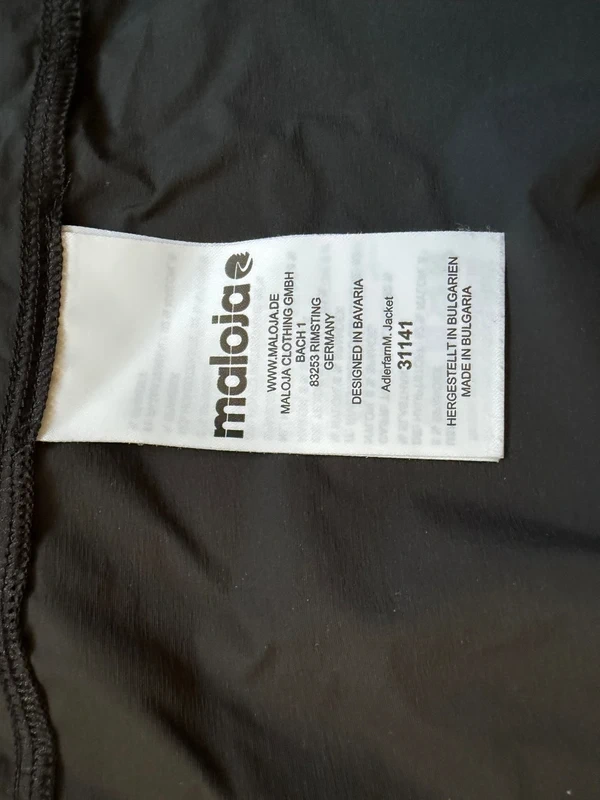 maloja
WWW.MALOJA.DE
MALOJA CLOTHING GMBH
BACH 1
83253 RIMSTING
GERMANY
DESIGNED IN BAVARIA
AdlerfarnM. Jacket
31141
HERGESTELLT IN BULGARIEN
MADE IN BULGARIA